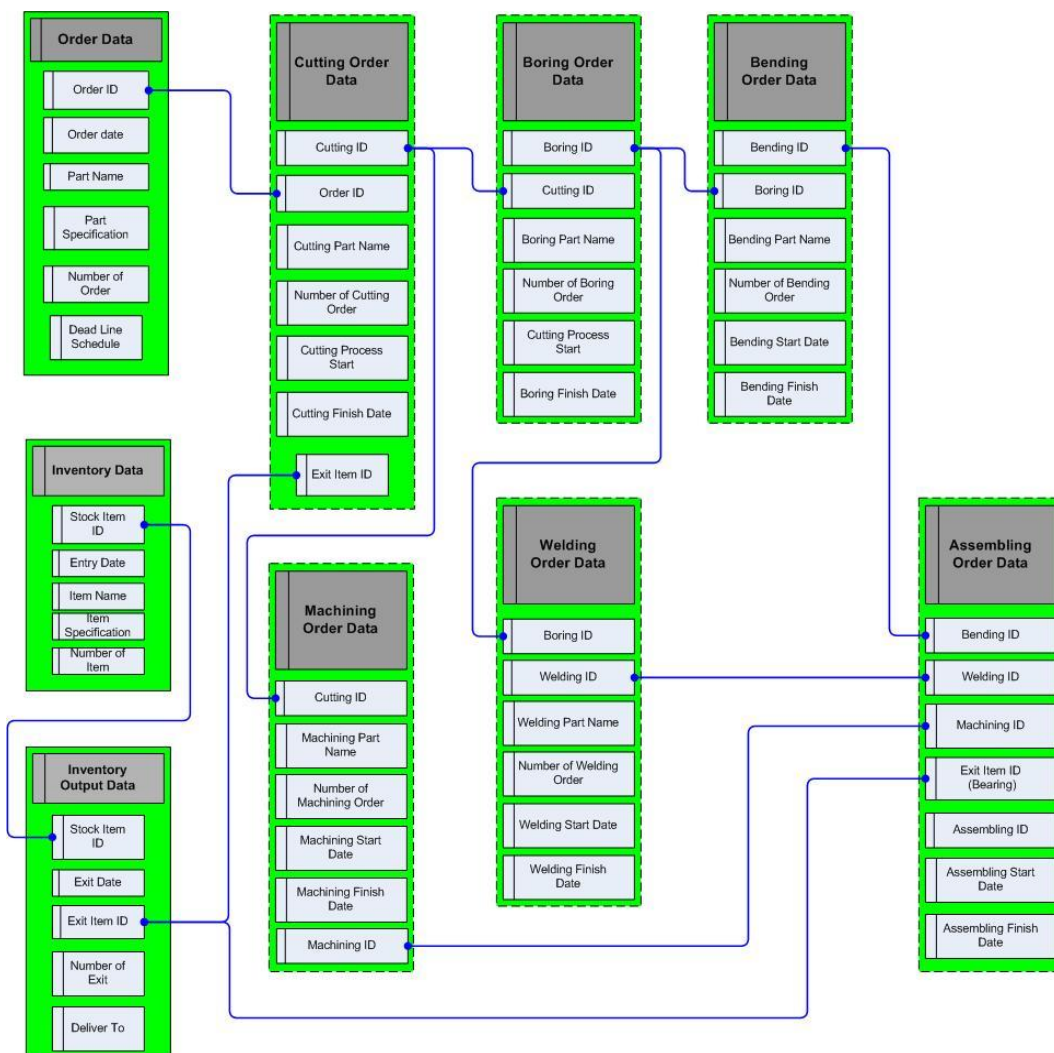 Order Data
Order ID
Order date
Part Name
Part
Specification
Number of
Order
Dead Line
Schedule
Cutting Order
Data
Cutting ID
Order ID
Cutting Part Name
Number of Cutting
Order
Cutting Process
Start
Cutting Finish Date
Exit Item ID
Boring Order
Data
Boring ID
Cutting ID
Boring Part Name
Number of Boring
Order
Cutting Process
Start
Boring Finish Date
Bending
Order Data
Bending ID
Boring ID
Bending Part Name
Number of Bending
Order
Bending Start Date
Bending Finish
Date
Inventory Data
Stock Item
ID
Entry Date
Item Name
Item
Specification
Number of
Item
Inventory
Output Data
Stock Item
ID
Exit Date
Exit Item ID
Number of
Exit
Deliver To
Machining
Order Data
Cutting ID
Machining Part
Name
Number of
Machining Order
Machining Start
Date
Machining Finish
Date
Machining ID
Welding
Order Data
Boring ID
Welding ID
Welding Part Name
Number of Welding
Order
Welding Start Date
Welding Finish
Date
Assembling
Order Data
Bending ID
Welding ID
Machining ID
Exit Item ID
(Bearing)
Assembling ID
Assembling Start
Date
Assembling Finish
Date